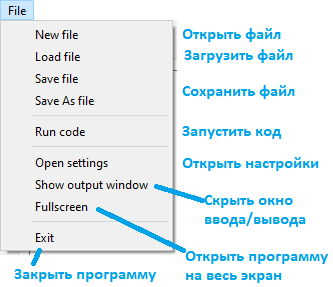 File
New file Открыть файл
Load file Загрузить файл
Save file Сохранить файл
Save As file
Run code Запустить код
Open settings Открыть настройки
Show output window Скрыть окно
ввода/вывода
Fullscreen
Открыть программу
на весь экран
Exit
Закрыть программу